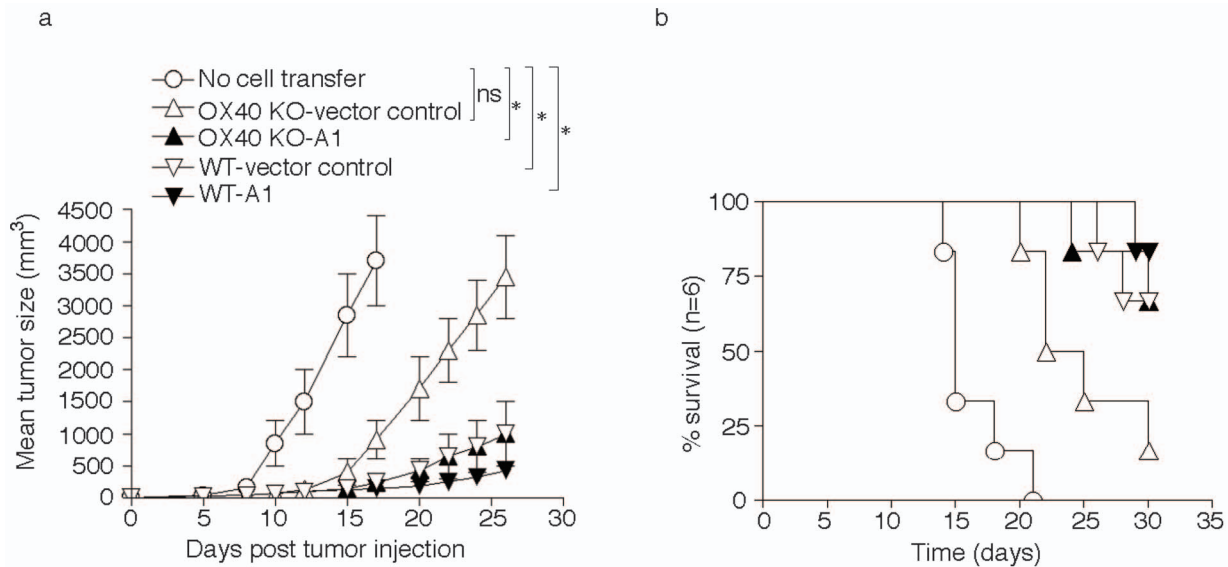 a
No cell transfer
OX40 KO-vector control
OX40 KO-A1
WT-vector control
WT-A1
ns
*
*
*
Mean tumor size (mm³)
4500
4000
3500
3000
2500
2000
1500
1000
500
0
0 5 10 15 20 25 30
Days post tumor injection
b
% survival (n=6)
100
75
50
25
0
0 5 10 15 20 25 30 35
Time (days)